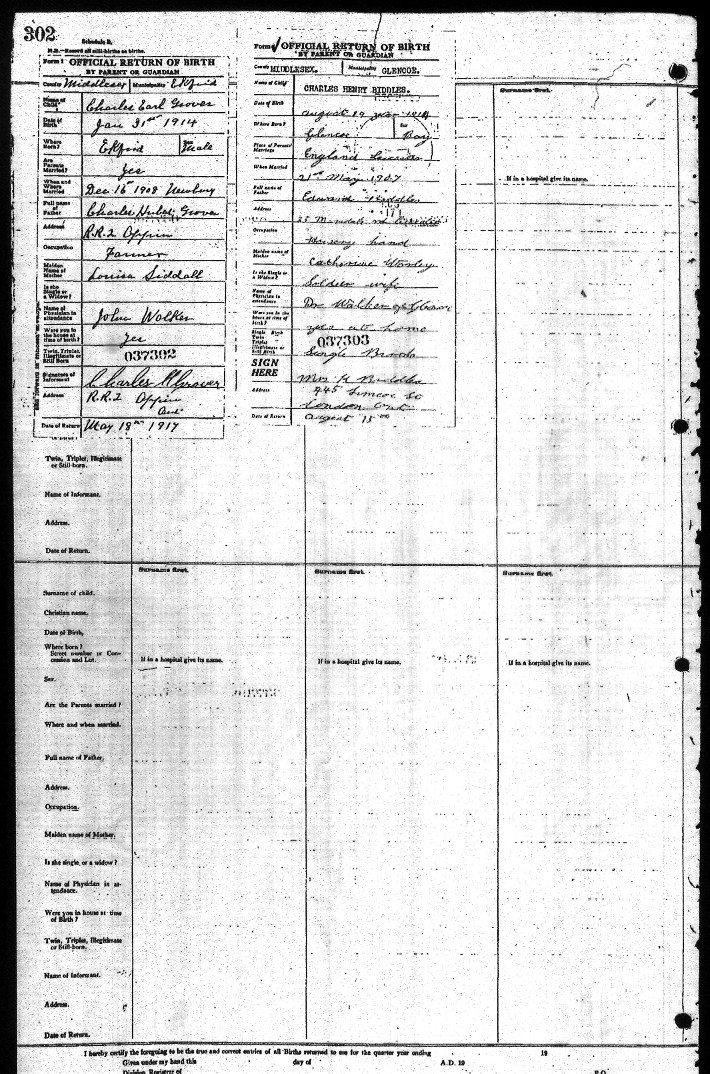 302
Schedule B.
N.B.—Record all still-births as births.
Form 1 OFFICIAL RETURN OF BIRTH
BY PARENT OR GUARDIAN
County Middlesex Municipality Ekfrid
Name of Child Charles Earl Grover
Date of Birth Jan 31st 1914
Where Born? Ekfrid Sex Male
Are Parents Married? Yes
When and Where Married Dec 16th 1908 Newbury
Full name of Father Charles Grover
Address R.R.2 Appin
Occupation Farmer
Maiden Name of Mother Louisa Siddall
Is she Single or a Widow?
Name of Physician in attendance John Walker
Were you in the house at time of birth? Yes
Twin, Triplet, Illegitimate or Still Born 037302
Signature of Informant Charles H Grover
Address R.R.2 Appin
Ont
Date of Return May 18th 1917
Form 1 OFFICIAL RETURN OF BIRTH
BY PARENT OR GUARDIAN
County MIDDLESEX. Municipality GLENCOE.
Name of Child CHARLES HENRY BIDDLES.
Date of Birth August 19 1914
Where Born? Glencoe Sex Boy
Place of Parents' Marriage England
When Married 21st May 1907
Full name of Father Edward Biddles
Address 25
Occupation hand
Maiden name of Mother Catherine
Is she Single or a Widow? Soldiers wife
Name of Physician in attendance Dr Walker of Glencoe
Were you in the house at time of birth? yes at home
Single Birth
Twin "
Triplet "
Illegitimate or Still Birth 037303
Single
SIGN HERE Mrs Biddles
Address 945 Simcoe St
London Ont
Date of Return August 15
Surname first.
If in a hospital give its name.
Twin, Triplet, Illegitimate or Still-born.
Name of Informant.
Address.
Date of Return.
Surname first. Surname first. Surname first.
Surname of child.
Christian name.
Date of Birth,
Where born?
Street number or Concession and Lot.
If in a hospital give its name. If in a hospital give its name. If in a hospital give its name.
Sex.
Are the Parents married?
Where and when married.
Full name of Father.
Address.
Occupation.
Maiden name of Mother.
Is she single, or a widow?
Name of Physician in attendance.
Were you in house at time of Birth?
Twin, Triplet, Illegitimate or Still-born.
Name of Informant.
Address.
Date of Return.
I hereby certify the foregoing to be the true and correct entries of all Births returned to me for the quarter year ending 19
Given under my hand this day of A.D. 19
Division Registrar of P.O.